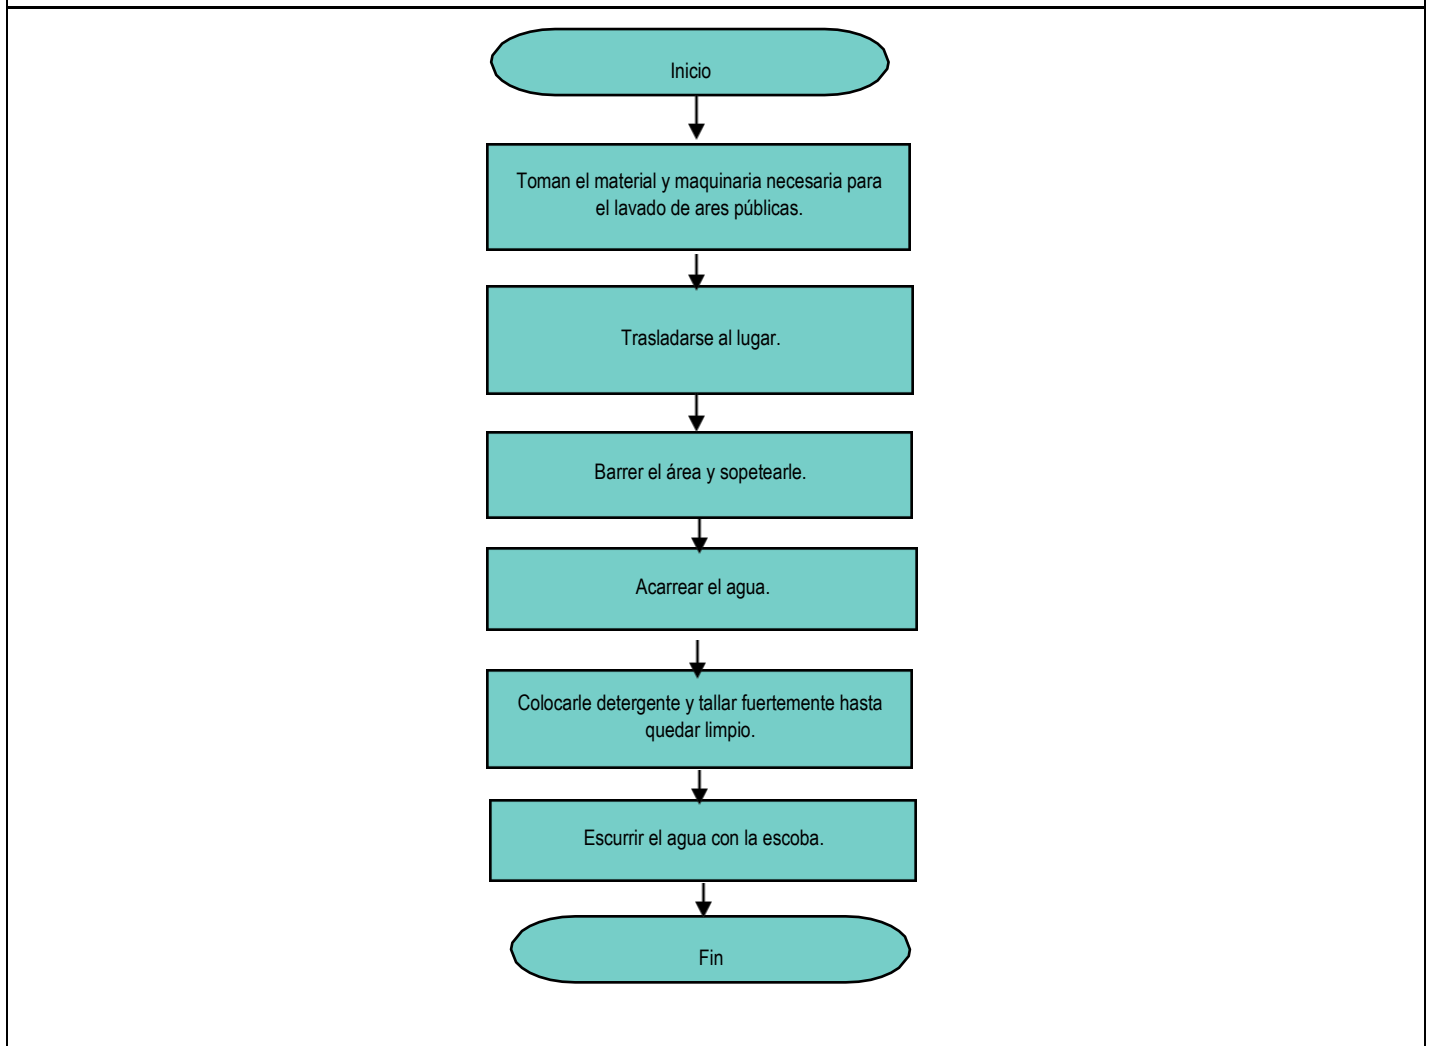 Inicio
Toman el material y maquinaria necesaria para
el lavado de ares públicas.
Trasladarse al lugar.
Barrer el área y sopetearle.
Acarrear el agua.
Colocarle detergente y tallar fuertemente hasta
quedar limpio.
Escurrir el agua con la escoba.
Fin